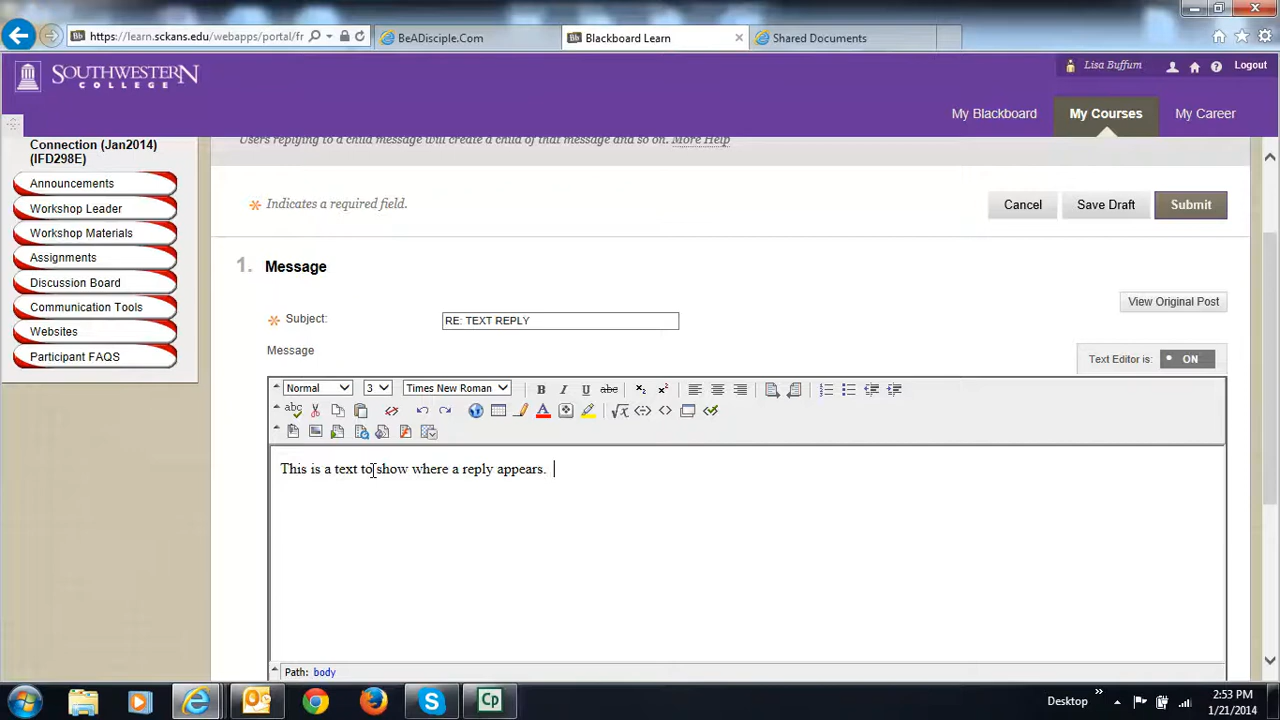 https://learn.sckans.edu/webapps/portal/fr
BeADisciple.Com
Blackboard Learn
Shared Documents
SOUTHWESTERN
COLLEGE
Lisa Buffum
Logout
My Blackboard
My Courses
My Career
Users replying to a child message will create a child of that message and so on. More Help
Connection (Jan2014)
(IFD298E)
Announcements
Workshop Leader
Workshop Materials
Assignments
Discussion Board
Communication Tools
Websites
Participant FAQS
Indicates a required field.
Cancel
Save Draft
Submit
1. Message
View Original Post
Subject:
RE: TEXT REPLY
Message
Text Editor is:
ON
Normal
3
Times New Roman
B I U abc
abc
This is a text to show where a reply appears.
Path: body
Desktop
2:53 PM
1/21/2014